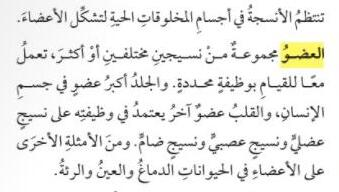 تنتظمُ الأنسجةُ في أجسامِ المخلوقاتِ الحيةِ لتشكِّل الأعضاءَ.
العضوُ مجموعةٌ منْ نسيجينِ مختلفينِ أوْ أكثرَ، تعملُ
معًا للقيامِ بوظيفةٍ محددةٍ. والجلدُ أكبرُ عضوٍ في جسمِ
الإنسانِ، والقلبُ عضوٌ آخرُ يعتمدُ في وظيفتِه على نسيجٍ
عضليٍّ ونسيجٍ عصبيٍّ ونسيجٍ ضامٍّ. ومنَ الأمثلةِ الأخرَى
على الأعضاءِ في الحيواناتِ الدماغُ والعينُ والرئةُ.